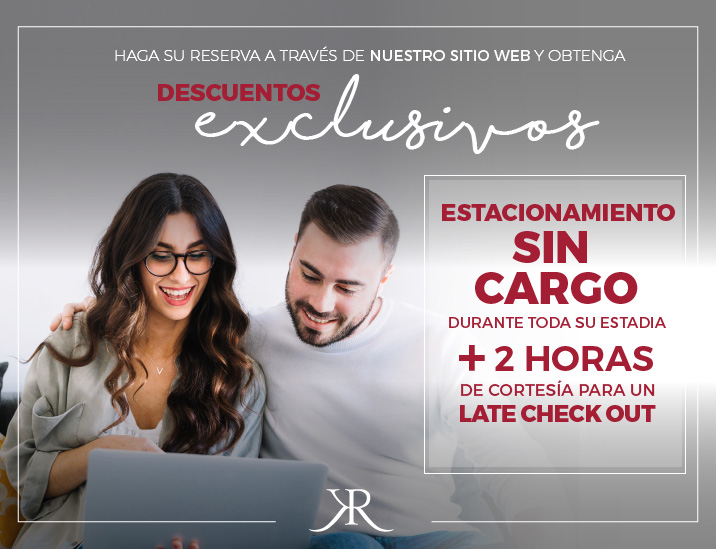 HAGA SU RESERVA A TRAVÉS DE NUESTRO SITIO WEB Y OBTENGA
DESCUENTOS
exclusivos
ESTACIONAMIENTO
SIN
CARGO
DURANTE TODA SU ESTADIA
+ 2 HORAS
DE CORTESÍA PARA UN
LATE CHECK OUT
V
KR